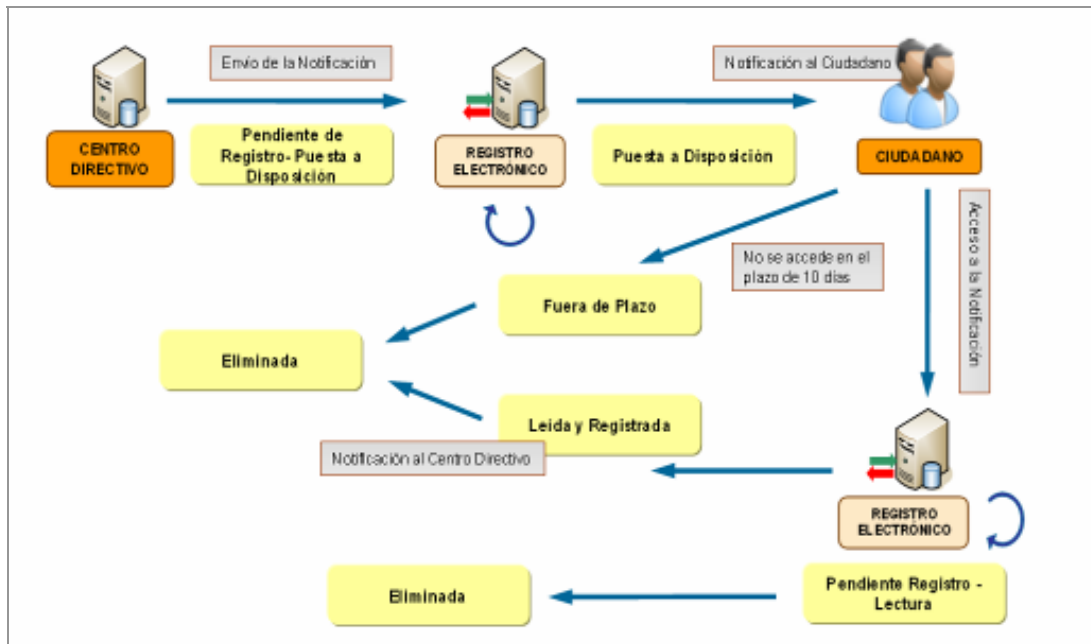 Envío de la Notificación
Notificación al Ciudadano
CENTRO
DIRECTIVO
Pendiente de
Registro- Puesta a
Disposición
REGISTRO
ELECTRÓNICO
Puesta a Disposición
CIUDADANO
Acceso a la Notificación
No se accede en el
plazo de 10 días
Fuera de Plazo
Eliminada
Leida y Registrada
Notificación al Centro Directivo
REGISTRO
ELECTRÓNICO
Pendiente Registro -
Lectura
Eliminada